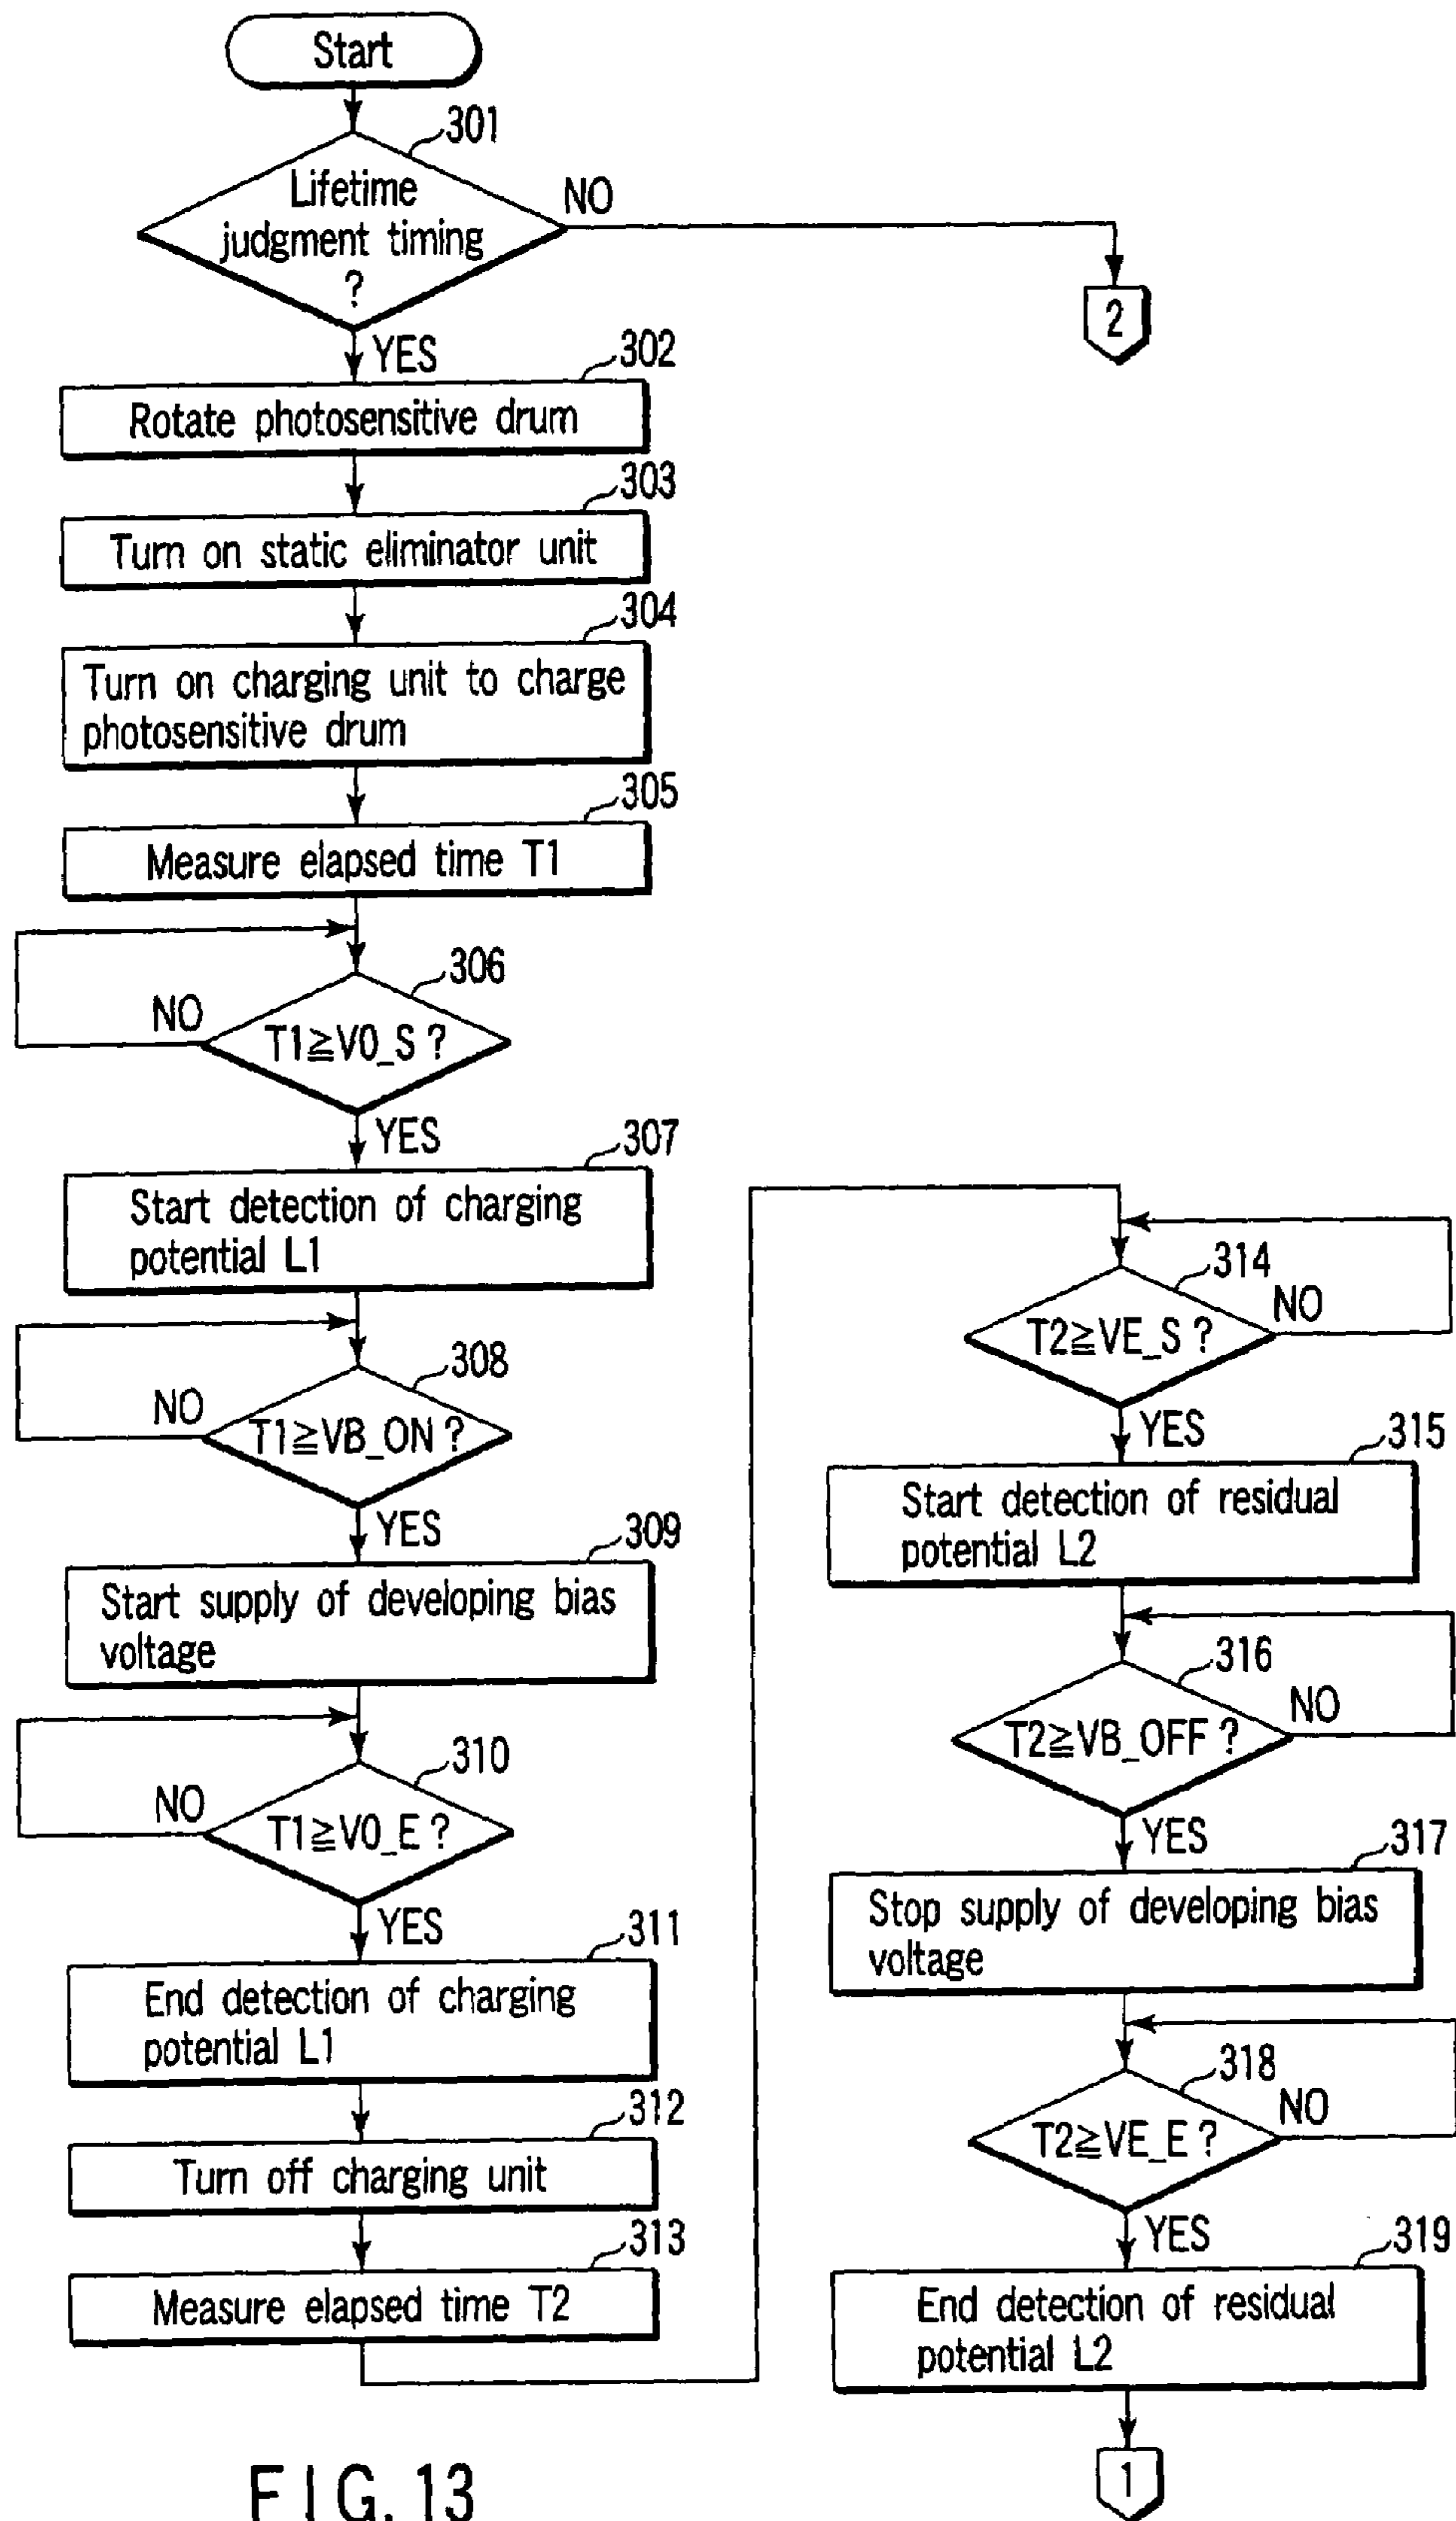 Start
301
Lifetime
judgment timing
?
NO
2
YES
302
Rotate photosensitive drum
303
Turn on static eliminator unit
304
Turn on charging unit to charge
photosensitive drum
305
Measure elapsed time T1
306
NO
T1≧V0_S ?
YES
307
Start detection of charging
potential L1
308
NO
T1≧VB_ON ?
YES
309
Start supply of developing bias
voltage
310
NO
T1≧V0_E ?
YES
311
End detection of charging
potential L1
312
Turn off charging unit
313
Measure elapsed time T2
314
NO
T2≧VE_S ?
YES
315
Start detection of residual
potential L2
316
NO
T2≧VB_OFF ?
YES
317
Stop supply of developing bias
voltage
318
NO
T2≧VE_E ?
YES
319
End detection of residual
potential L2
1
FIG. 13